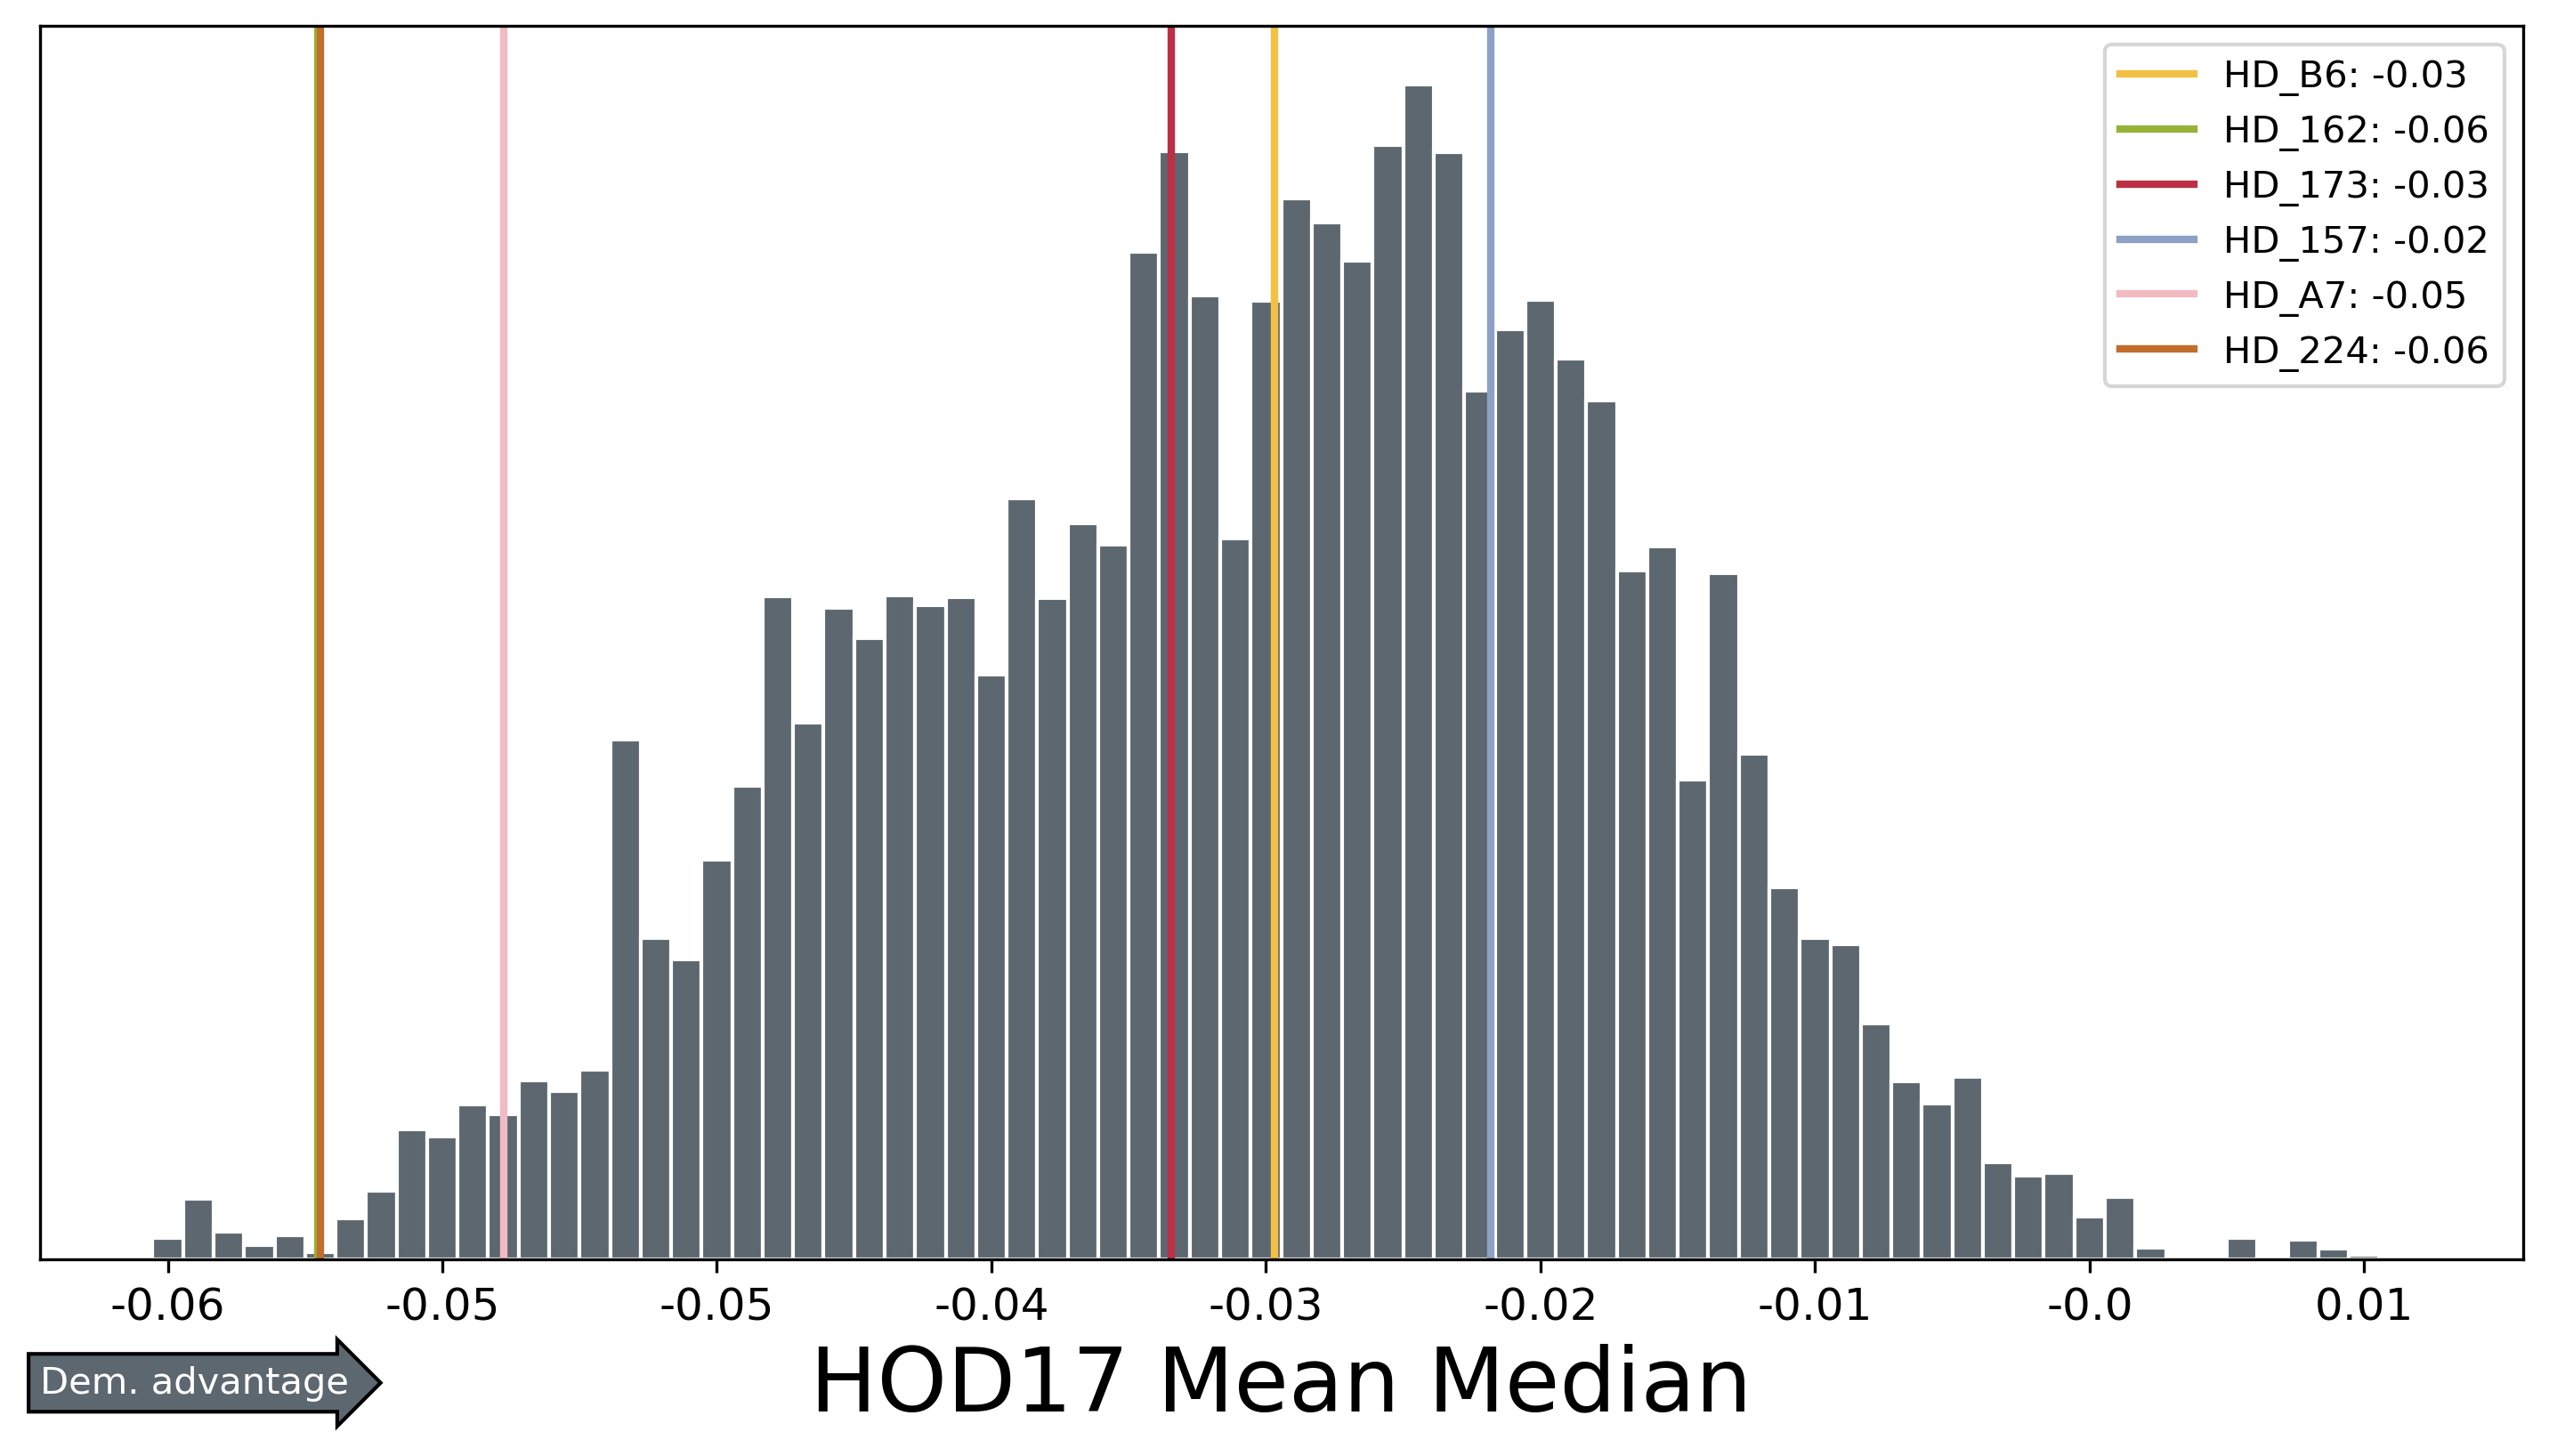 HD_B6: -0.03
HD_162: -0.06
HD_173: -0.03
HD_157: -0.02
HD_A7: -0.05
HD_224: -0.06
-0.06 -0.05 -0.05 -0.04 -0.03 -0.02 -0.01 -0.0 0.01
Dem. advantage
HOD17 Mean Median